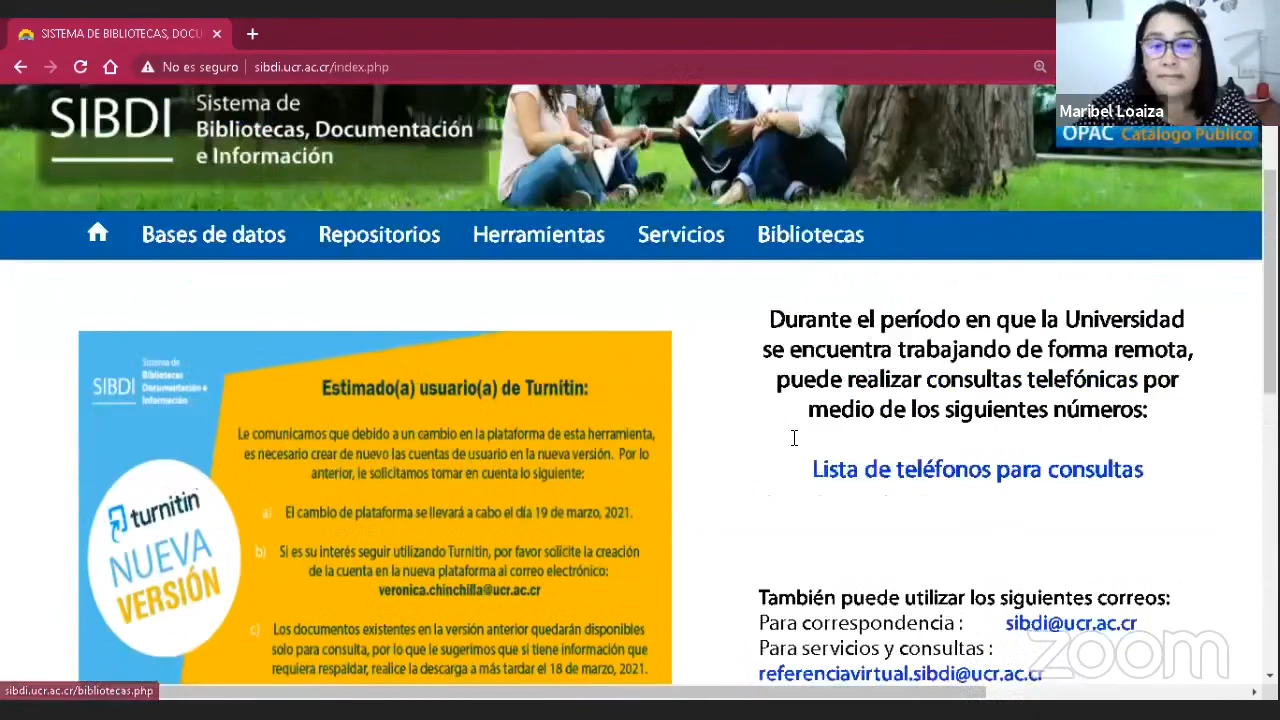 SISTEMA DE BIBLIOTECAS, DOCU
No es seguro
sibdi.ucr.ac.cr/index.php
Maribel Loaiza
SIBDI
Sistema de
Bibliotecas, Documentación
e Información
OPAC Catálogo Público
Bases de datos
Repositorios
Herramientas
Servicios
Bibliotecas
SIBDI
Sistema de
Bibliotecas
Documentación e
Información
turnitin
NUEVA
VERSIÓN
Estimado(a) usuario(a) de Turnitin:
Le comunicamos que debido a un cambio en la plataforma de esta herramienta,
es necesario crear de nuevo las cuentas de usuario en la nueva versión. Por lo
anterior, le solicitamos tomar en cuenta lo siguiente:
a) El cambio de plataforma se llevará a cabo el día 19 de marzo, 2021.
b) Si es su interés seguir utilizando Turnitin, por favor solicite la creación
de la cuenta en la nueva plataforma al correo electrónico:
veronica.chinchilla@ucr.ac.cr
c) Los documentos existentes en la versión anterior quedarán disponibles
solo para consulta, por lo que le sugerimos que si tiene información que
requiera respaldar, realice la descarga a más tardar el 18 de marzo, 2021.
Durante el período en que la Universidad
se encuentra trabajando de forma remota,
puede realizar consultas telefónicas por
medio de los siguientes números:
Lista de teléfonos para consultas
También puede utilizar los siguientes correos:
Para correspondencia : sibdi@ucr.ac.cr
Para servicios y consultas :
referenciavirtual.sibdi@ucr.ac.cr
zoom
sibdi.ucr.ac.cr/bibliotecas.php